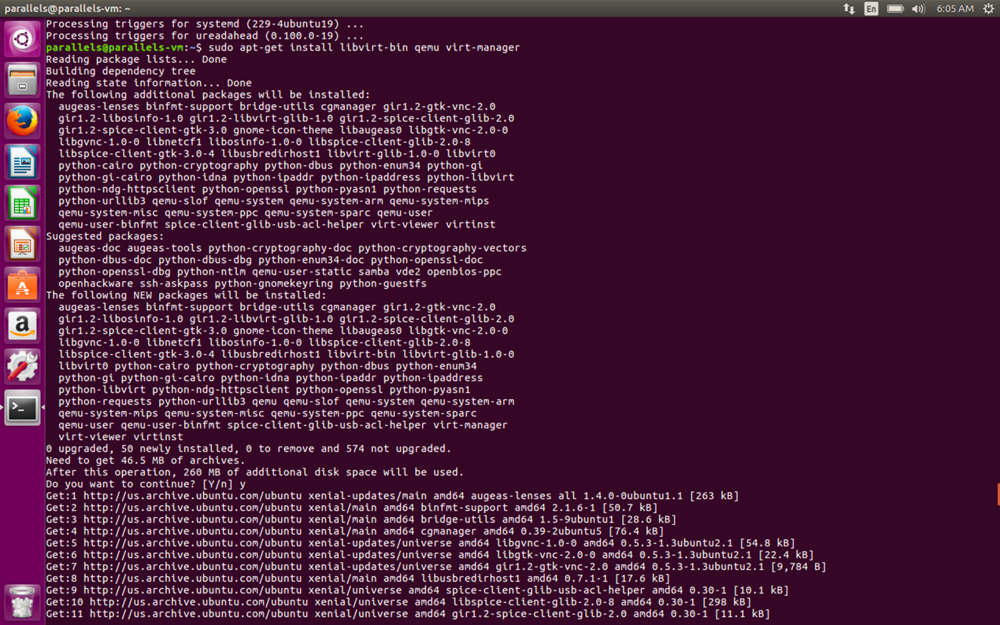 parallels@parallels-vm: ~
En
6:05 AM
Processing triggers for systemd (229-4ubuntu19) ...
Processing triggers for ureadahead (0.100.0-19) ...
parallels@parallels-vm:~$ sudo apt-get install libvirt-bin qemu virt-manager
Reading package lists... Done
Building dependency tree
Reading state information... Done
The following additional packages will be installed:
augeas-lenses binfmt-support bridge-utils cgmanager gir1.2-gtk-vnc-2.0
gir1.2-libosinfo-1.0 gir1.2-libvirt-glib-1.0 gir1.2-spice-client-glib-2.0
gir1.2-spice-client-gtk-3.0 gnome-icon-theme libaugeas0 libgtk-vnc-2.0-0
libgvnc-1.0-0 libnetcf1 libosinfo-1.0-0 libspice-client-glib-2.0-8
libspice-client-gtk-3.0-4 libusbredirhost1 libvirt-glib-1.0-0 libvirt0
python-cairo python-cryptography python-dbus python-enum34 python-gi
python-gi-cairo python-idna python-ipaddr python-ipaddress python-libvirt
python-ndg-httpsclient python-openssl python-pyasn1 python-requests
python-urllib3 qemu-slof qemu-system qemu-system-arm qemu-system-mips
qemu-system-misc qemu-system-ppc qemu-system-sparc qemu-user
qemu-user-binfmt spice-client-glib-usb-acl-helper virt-viewer virtinst
Suggested packages:
augeas-doc augeas-tools python-cryptography-doc python-cryptography-vectors
python-dbus-doc python-dbus-dbg python-enum34-doc python-openssl-doc
python-openssl-dbg python-ntlm qemu-user-static samba vde2 openbios-ppc
openhackware ssh-askpass python-gnomekeyring python-guestfs
The following NEW packages will be installed:
augeas-lenses binfmt-support bridge-utils cgmanager gir1.2-gtk-vnc-2.0
gir1.2-libosinfo-1.0 gir1.2-libvirt-glib-1.0 gir1.2-spice-client-glib-2.0
gir1.2-spice-client-gtk-3.0 gnome-icon-theme libaugeas0 libgtk-vnc-2.0-0
libgvnc-1.0-0 libnetcf1 libosinfo-1.0-0 libspice-client-glib-2.0-8
libspice-client-gtk-3.0-4 libusbredirhost1 libvirt-bin libvirt-glib-1.0-0
libvirt0 python-cairo python-cryptography python-dbus python-enum34
python-gi python-gi-cairo python-idna python-ipaddr python-ipaddress
python-libvirt python-ndg-httpsclient python-openssl python-pyasn1
python-requests python-urllib3 qemu qemu-slof qemu-system qemu-system-arm
qemu-system-mips qemu-system-misc qemu-system-ppc qemu-system-sparc
qemu-user qemu-user-binfmt spice-client-glib-usb-acl-helper virt-manager
virt-viewer virtinst
0 upgraded, 50 newly installed, 0 to remove and 574 not upgraded.
Need to get 46.5 MB of archives.
After this operation, 260 MB of additional disk space will be used.
Do you want to continue? [Y/n] y
Get:1 http://us.archive.ubuntu.com/ubuntu xenial-updates/main amd64 augeas-lenses all 1.4.0-0ubuntu1.1 [263 kB]
Get:2 http://us.archive.ubuntu.com/ubuntu xenial/main amd64 binfmt-support amd64 2.1.6-1 [50.7 kB]
Get:3 http://us.archive.ubuntu.com/ubuntu xenial/main amd64 bridge-utils amd64 1.5-9ubuntu1 [28.6 kB]
Get:4 http://us.archive.ubuntu.com/ubuntu xenial/main amd64 cgmanager amd64 0.39-2ubuntu5 [76.4 kB]
Get:5 http://us.archive.ubuntu.com/ubuntu xenial-updates/universe amd64 libgvnc-1.0-0 amd64 0.5.3-1.3ubuntu2.1 [54.8 kB]
Get:6 http://us.archive.ubuntu.com/ubuntu xenial-updates/universe amd64 libgtk-vnc-2.0-0 amd64 0.5.3-1.3ubuntu2.1 [22.4 kB]
Get:7 http://us.archive.ubuntu.com/ubuntu xenial-updates/universe amd64 gir1.2-gtk-vnc-2.0 amd64 0.5.3-1.3ubuntu2.1 [9,784 B]
Get:8 http://us.archive.ubuntu.com/ubuntu xenial/main amd64 libusbredirhost1 amd64 0.7.1-1 [17.6 kB]
Get:9 http://us.archive.ubuntu.com/ubuntu xenial/universe amd64 spice-client-glib-usb-acl-helper amd64 0.30-1 [10.1 kB]
Get:10 http://us.archive.ubuntu.com/ubuntu xenial/universe amd64 libspice-client-glib-2.0-8 amd64 0.30-1 [298 kB]
Get:11 http://us.archive.ubuntu.com/ubuntu xenial/universe amd64 gir1.2-spice-client-glib-2.0 amd64 0.30-1 [11.1 kB]